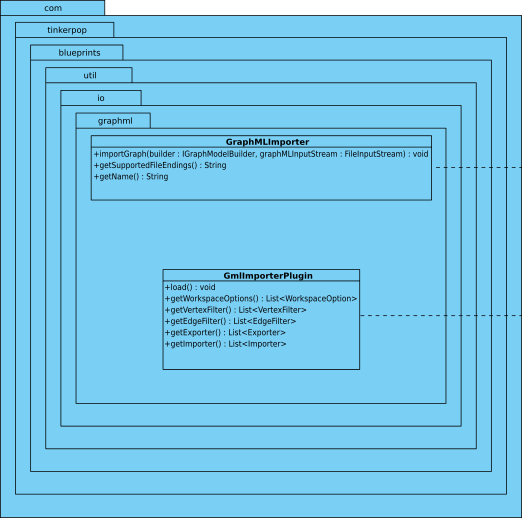 com
tinkerpop
blueprints
util
io
graphml
GraphMLImporter
+importGraph(builder : IGraphModelBuilder, graphMLInputStream : FileInputStream) : void
+getSupportedFileEndings() : String
+getName() : String
GmlImporterPlugin
+load() : void
+getWorkspaceOptions() : List<WorkspaceOption>
+getVertexFilter() : List<VertexFilter>
+getEdgeFilter() : List<EdgeFilter>
+getExporter() : List<Exporter>
+getImporter() : List<Importer>